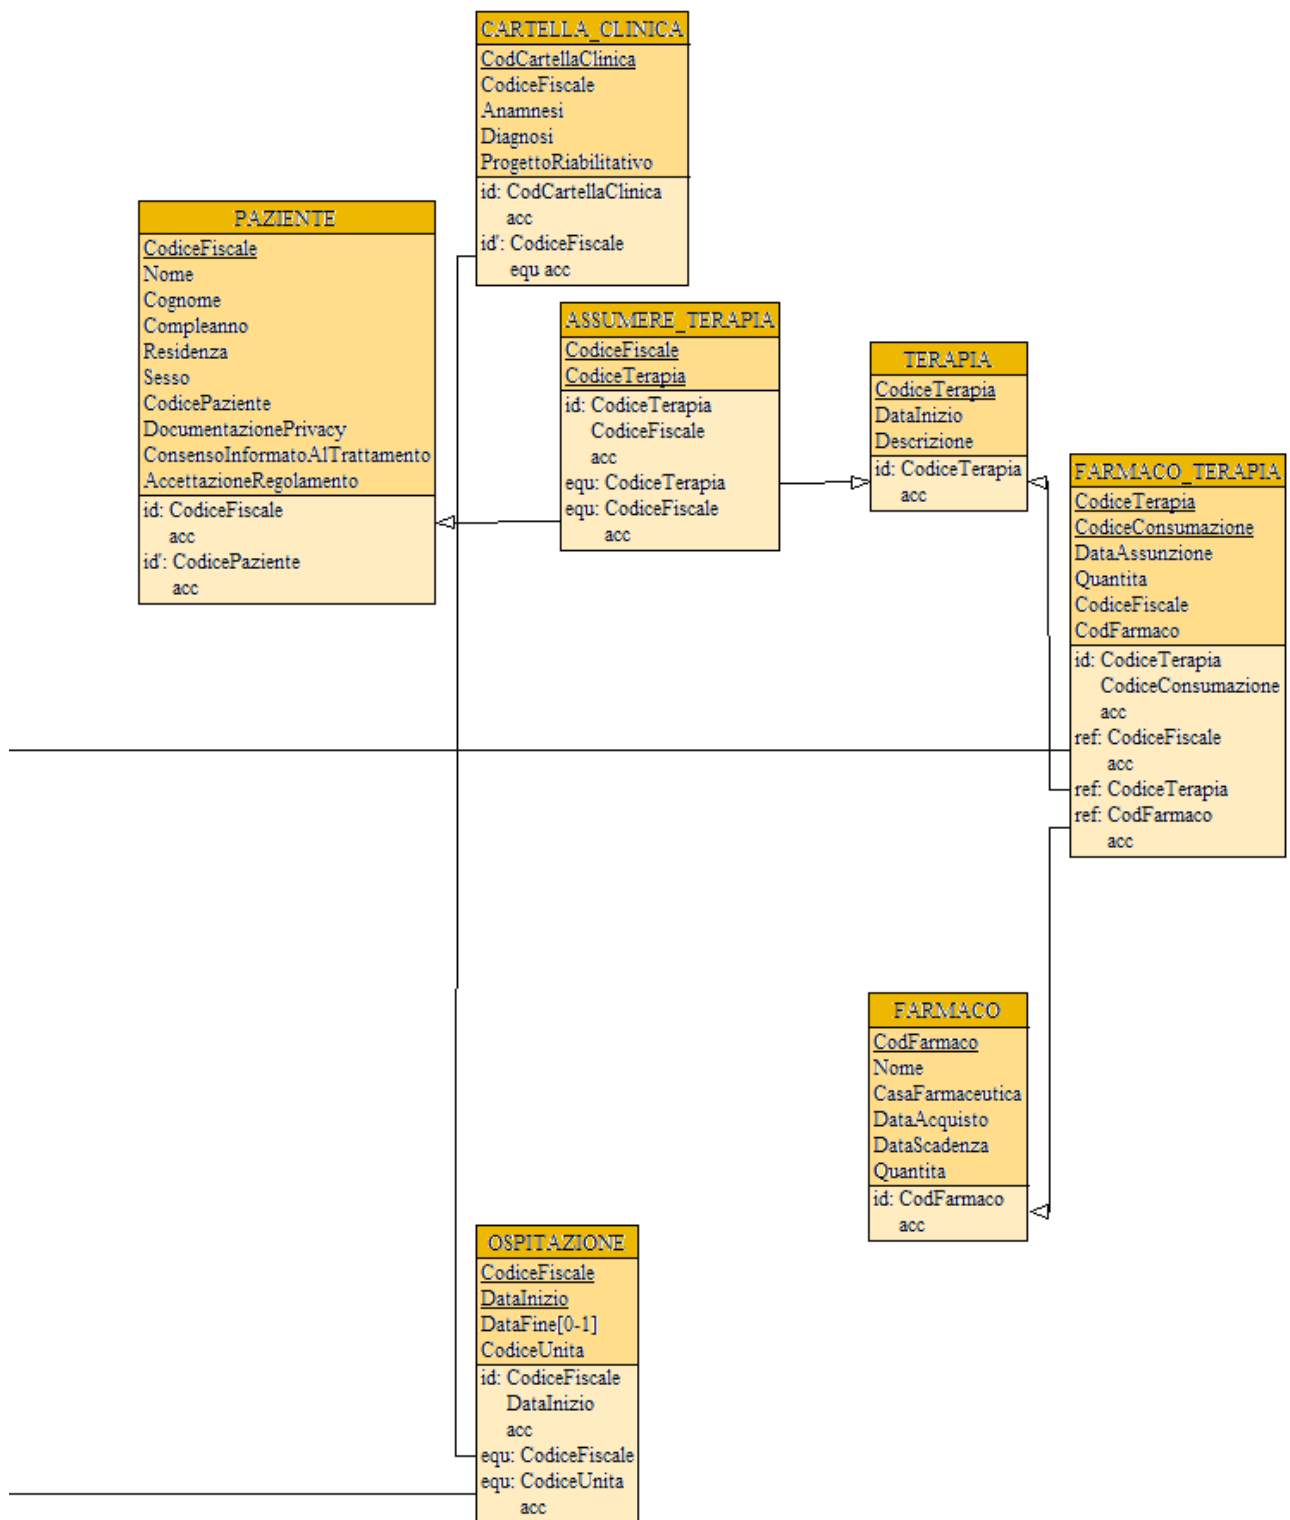 CARTELLA_CLINICA
CodCartellaClinica
CodiceFiscale
Anamnesi
Diagnosi
ProgettoRiabilitativo
id: CodCartellaClinica
acc
id': CodiceFiscale
equ acc
PAZIENTE
CodiceFiscale
Nome
Cognome
Compleanno
Residenza
Sesso
CodicePaziente
DocumentazionePrivacy
ConsensoInformatoAlTrattamento
AccettazioneRegolamento
id: CodiceFiscale
acc
id': CodicePaziente
acc
ASSUMERE_TERAPIA
CodiceFiscale
CodiceTerapia
id: CodiceTerapia
CodiceFiscale
acc
equ: CodiceTerapia
equ: CodiceFiscale
acc
TERAPIA
CodiceTerapia
DataInizio
Descrizione
id: CodiceTerapia
acc
FARMACO_TERAPIA
CodiceTerapia
CodiceConsumazione
DataAssunzione
Quantita
CodiceFiscale
CodFarmaco
id: CodiceTerapia
CodiceConsumazione
acc
ref: CodiceFiscale
acc
ref: CodiceTerapia
ref: CodFarmaco
acc
FARMACO
CodFarmaco
Nome
CasaFarmaceutica
DataAcquisto
DataScadenza
Quantita
id: CodFarmaco
acc
OSPITAZIONE
CodiceFiscale
DataInizio
DataFine[0-1]
CodiceUnita
id: CodiceFiscale
DataInizio
acc
equ: CodiceFiscale
equ: CodiceUnita
acc